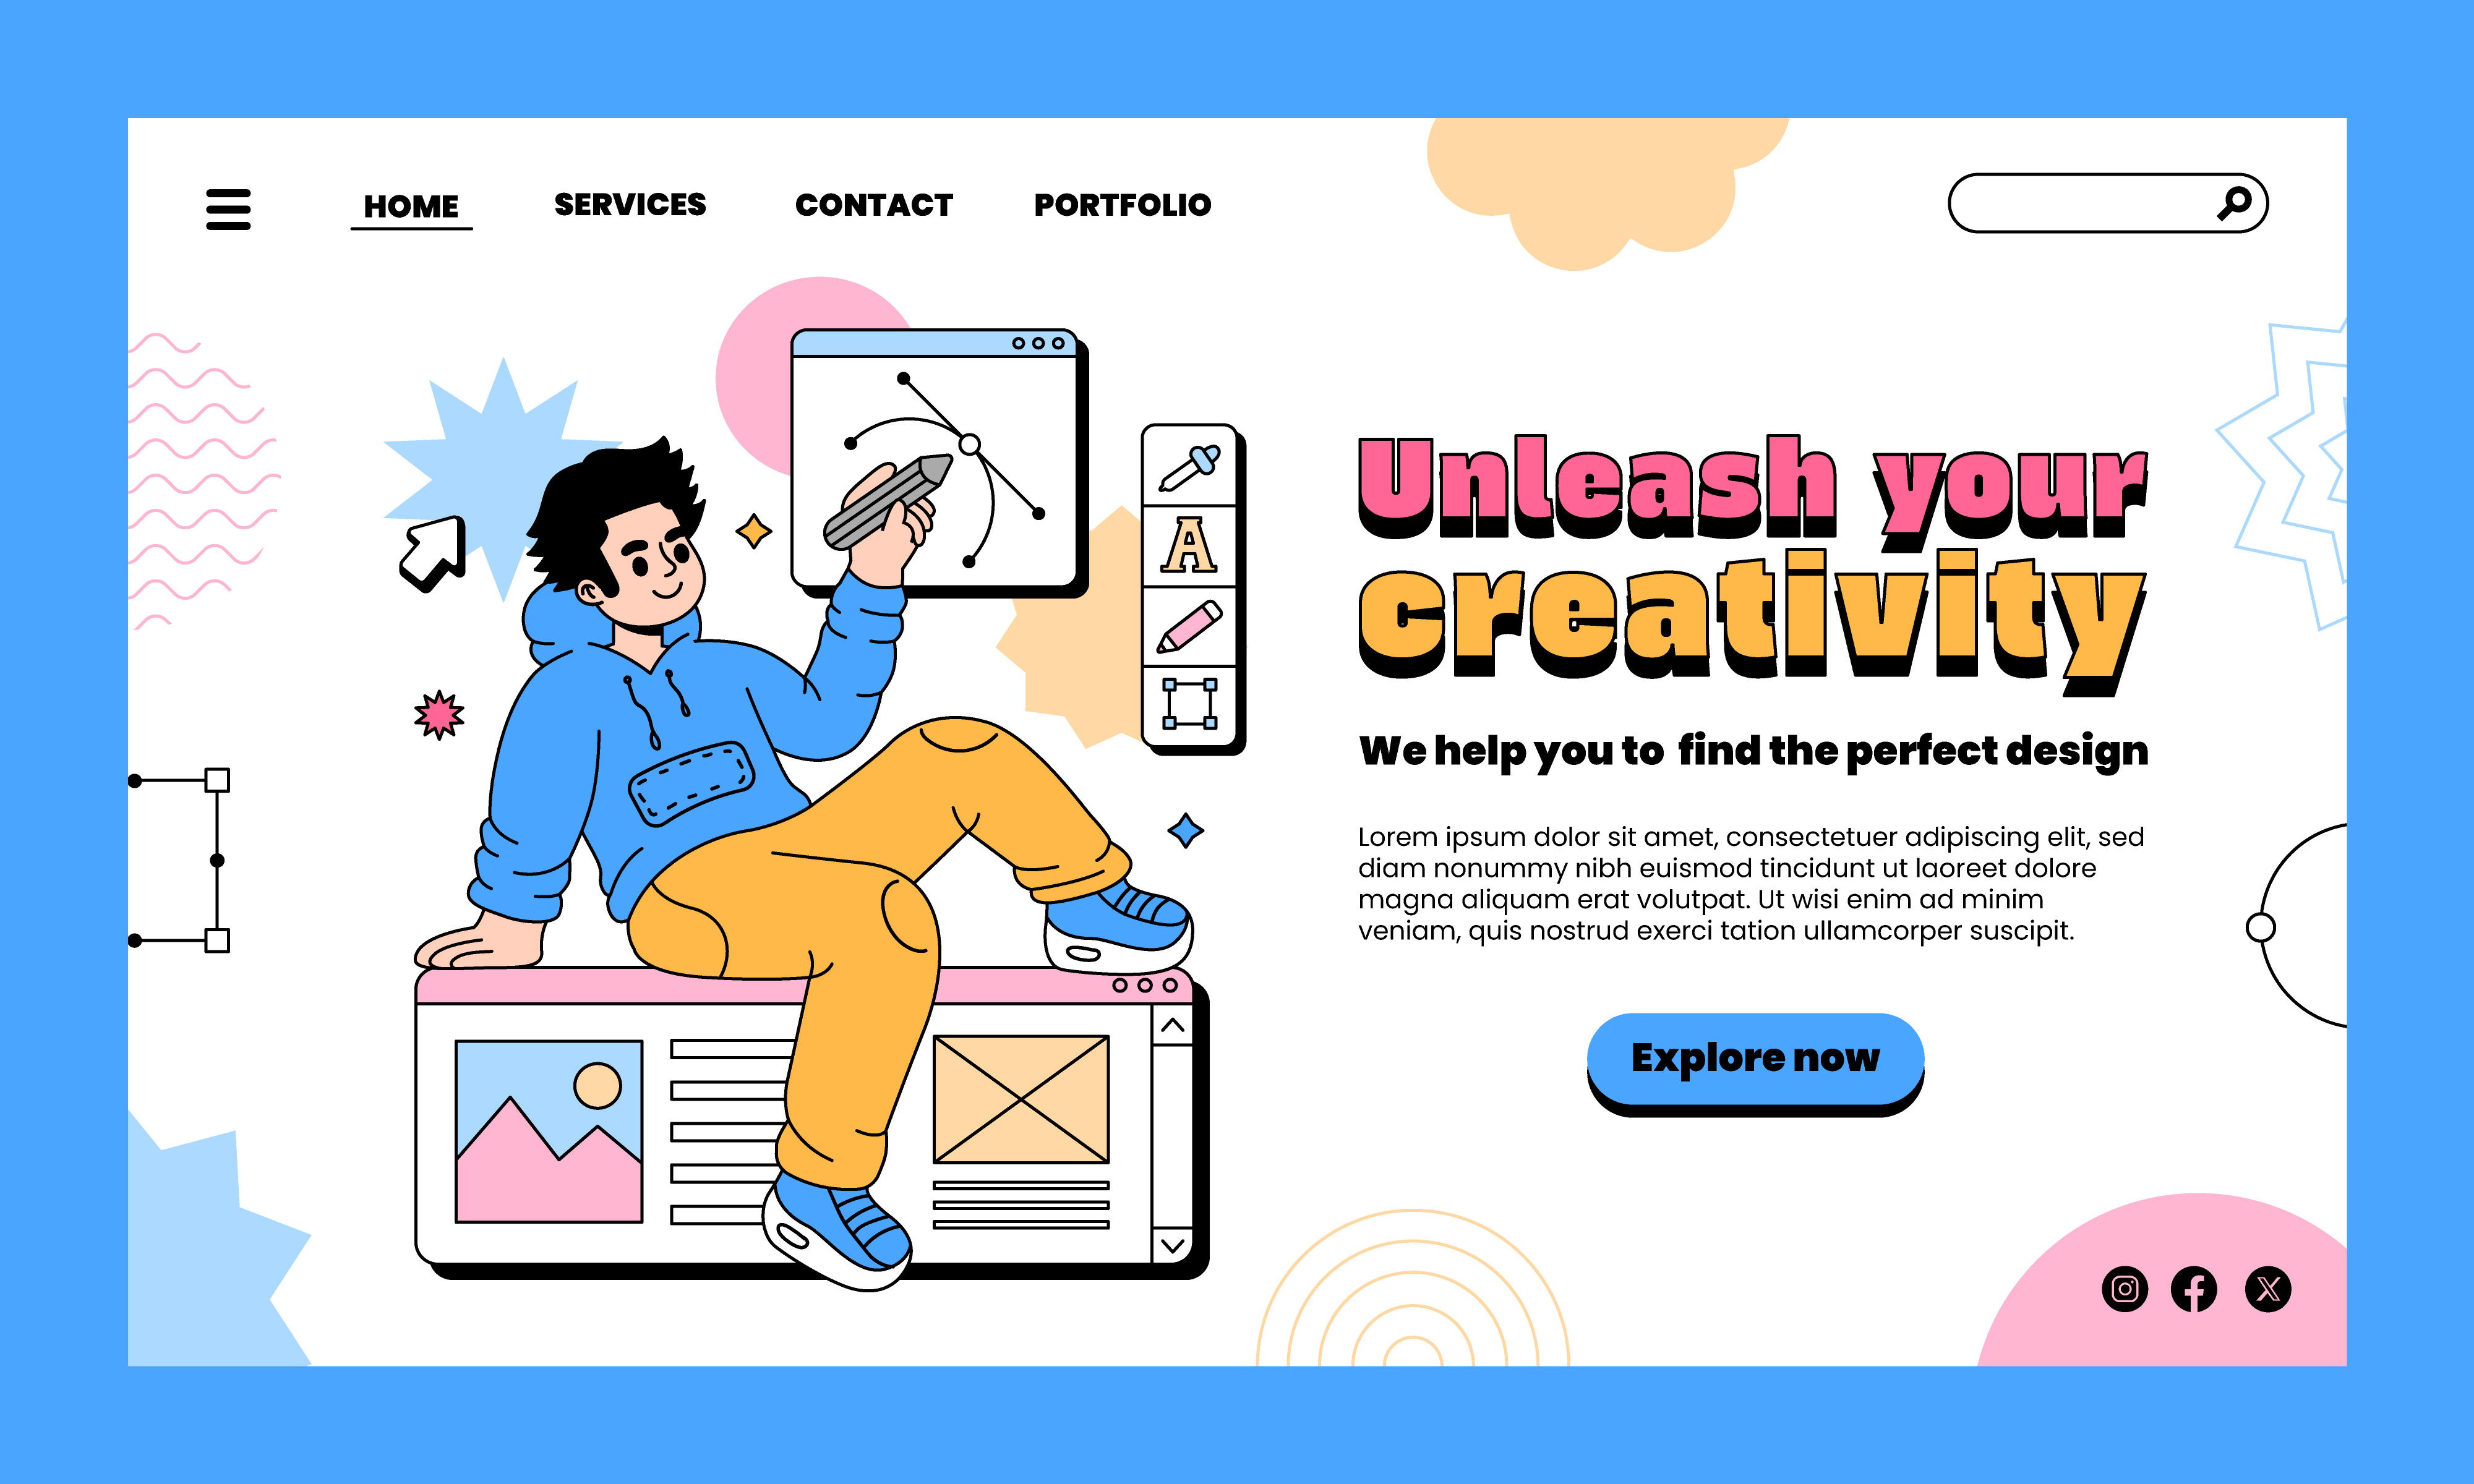 HOME SERVICES CONTACT PORTFOLIO
A
Unleash your
creativity
We help you to find the perfect design
Lorem ipsum dolor sit amet, consectetuer adipiscing elit, sed
diam nonummy nibh euismod tincidunt ut laoreet dolore
magna aliquam erat volutpat. Ut wisi enim ad minim
veniam, quis nostrud exerci tation ullamcorper suscipit.
Explore now